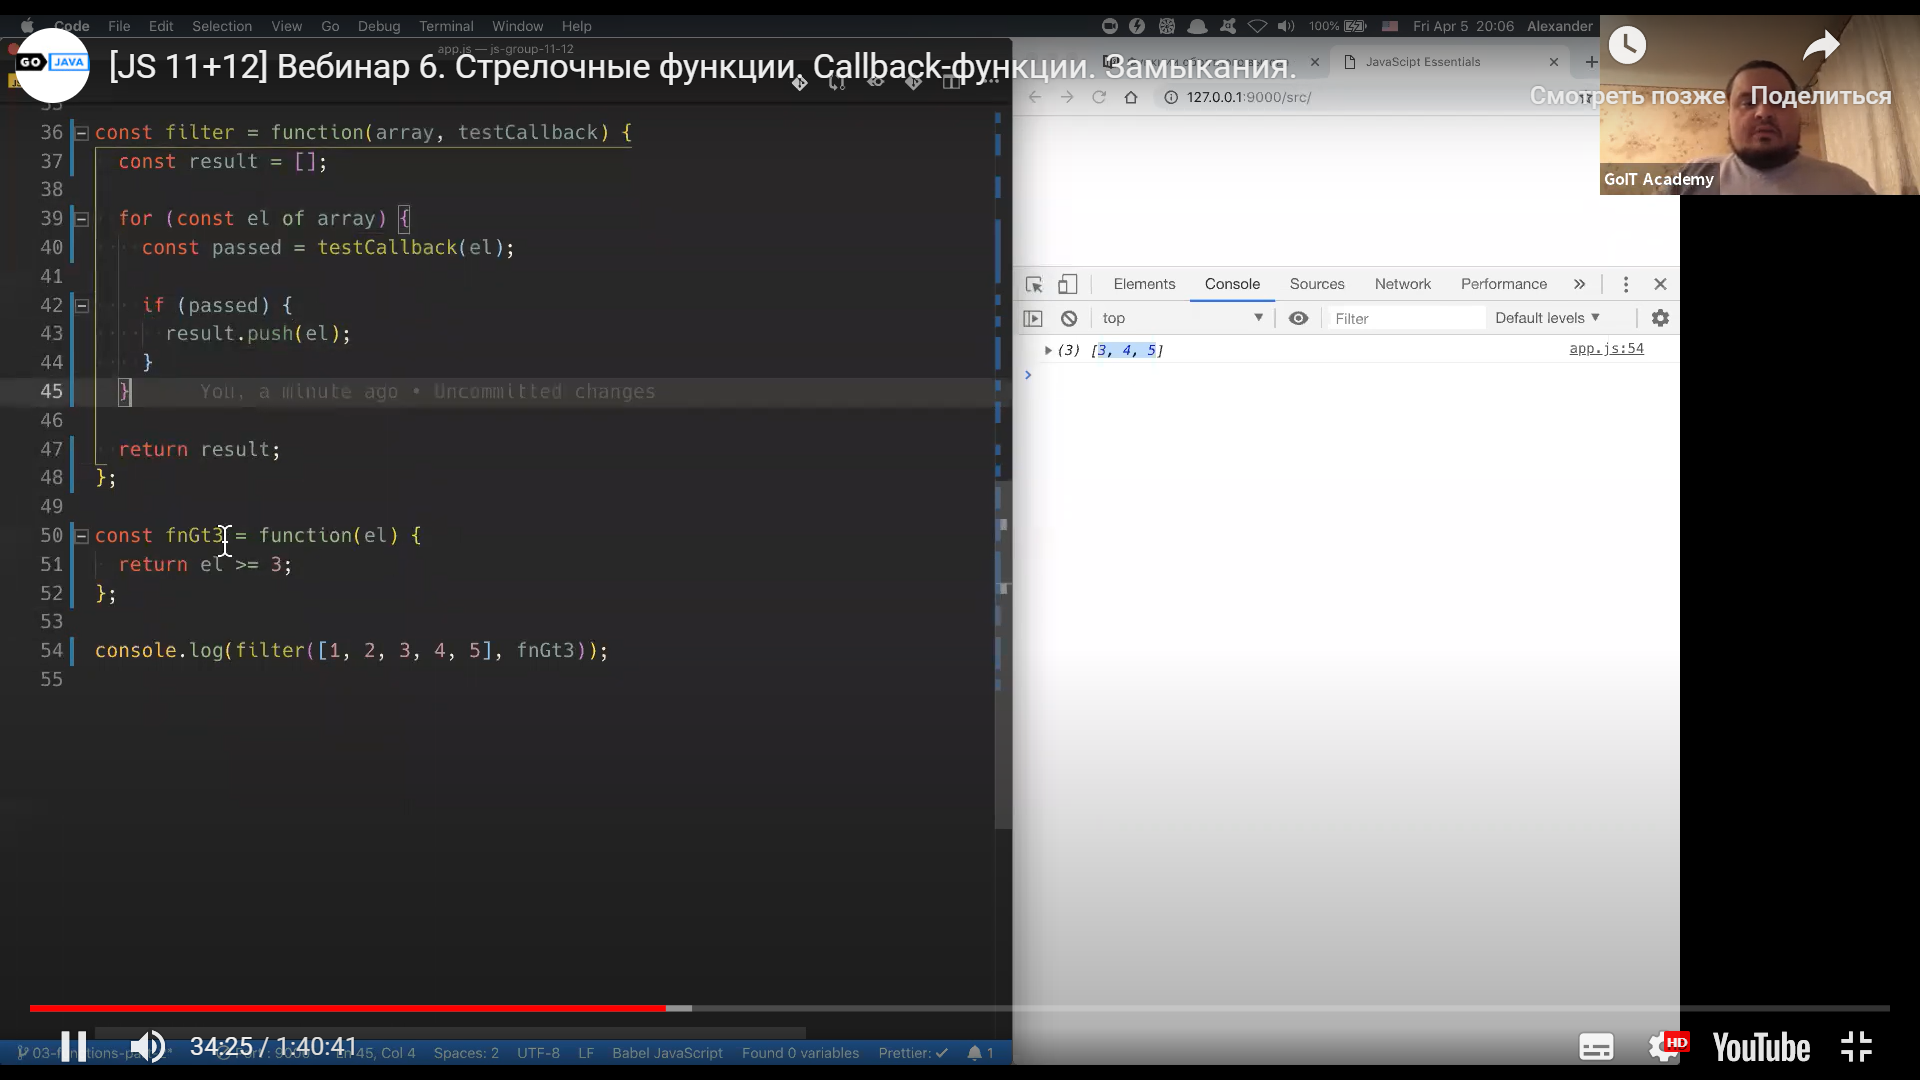 Code File Edit Selection View Go Debug Terminal Window Help 100% Fri Apr 5 20:06 Alexander
app.js — js-group-11-12
GO JAVA
[JS 11+12] Вебинар 6. Стрелочные функции. Callback-функции. Замыкания.
JavaScript Essentials
127.0.0.1:9000/src/
Смотреть позже Поделиться
GoIT Academy
36 const filter = function(array, testCallback) {
37 const result = [];
38
39 for (const el of array) {
40 const passed = testCallback(el);
41
42 if (passed) {
43 result.push(el);
44 }
45 } You, a minute ago • Uncommitted changes
46
47 return result;
48 };
49
50 const fnGt3 = function(el) {
51 return el >= 3;
52 };
53
54 console.log(filter([1, 2, 3, 4, 5], fnGt3));
55
Elements Console Sources Network Performance »
top Filter Default levels
(3) [3, 4, 5] app.js:54
34:25 / 1:40:41
Ln 45, Col 4 Spaces: 2 UTF-8 LF Babel JavaScript Found 0 variables Prettier: ✓ 1
HD
YouTube